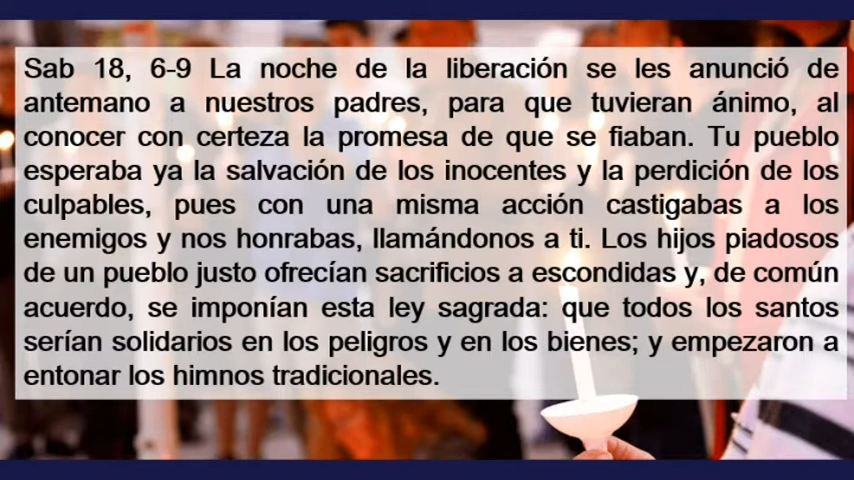 Sab 18, 6-9 La noche de la liberación se les anunció de
antemano a nuestros padres, para que tuvieran ánimo, al
conocer con certeza la promesa de que se fiaban. Tu pueblo
esperaba ya la salvación de los inocentes y la perdición de los
culpables, pues con una misma acción castigabas a los
enemigos y nos honrabas, llamándonos a ti. Los hijos piadosos
de un pueblo justo ofrecían sacrificios a escondidas y, de común
acuerdo, se imponían esta ley sagrada: que todos los santos
serían solidarios en los peligros y en los bienes; y empezaron a
entonar los himnos tradicionales.